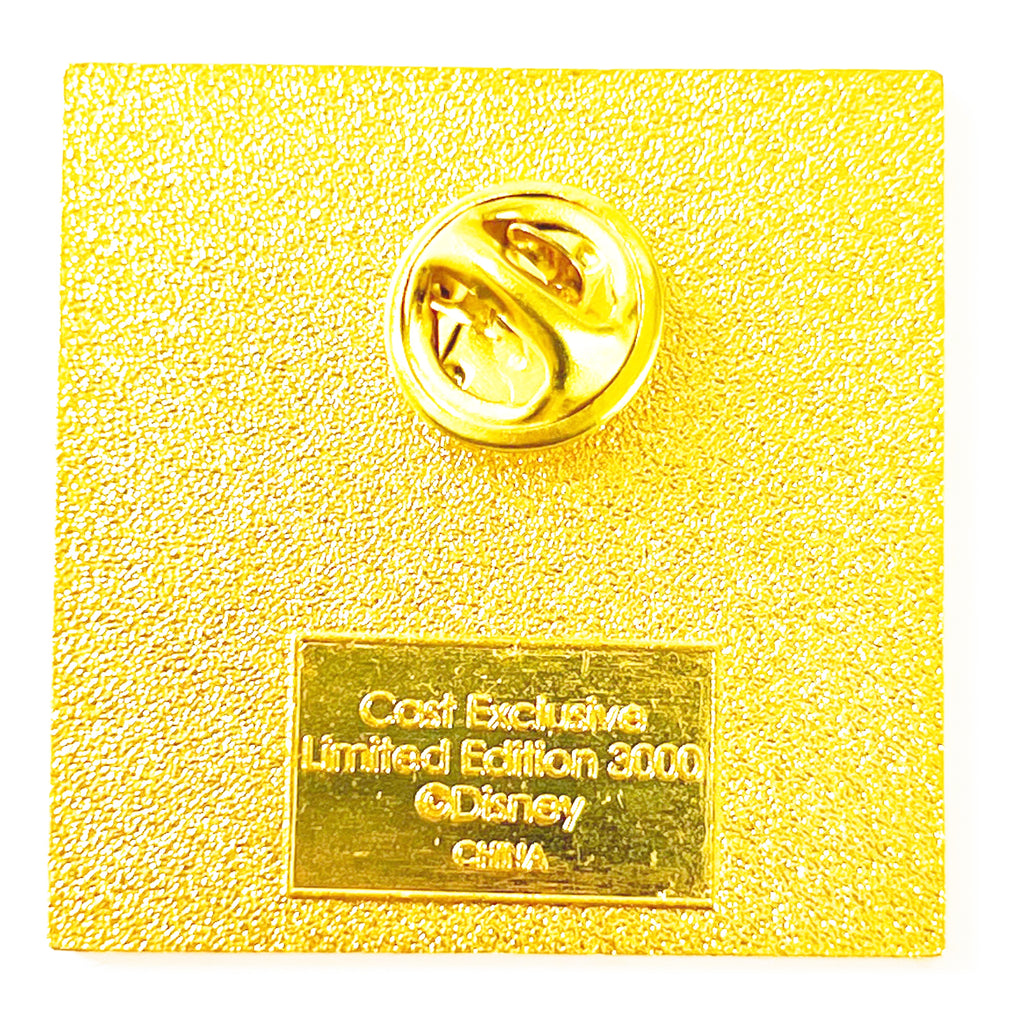 Cast Exclusive
Limited Edition 3000
©Disney
CHINA